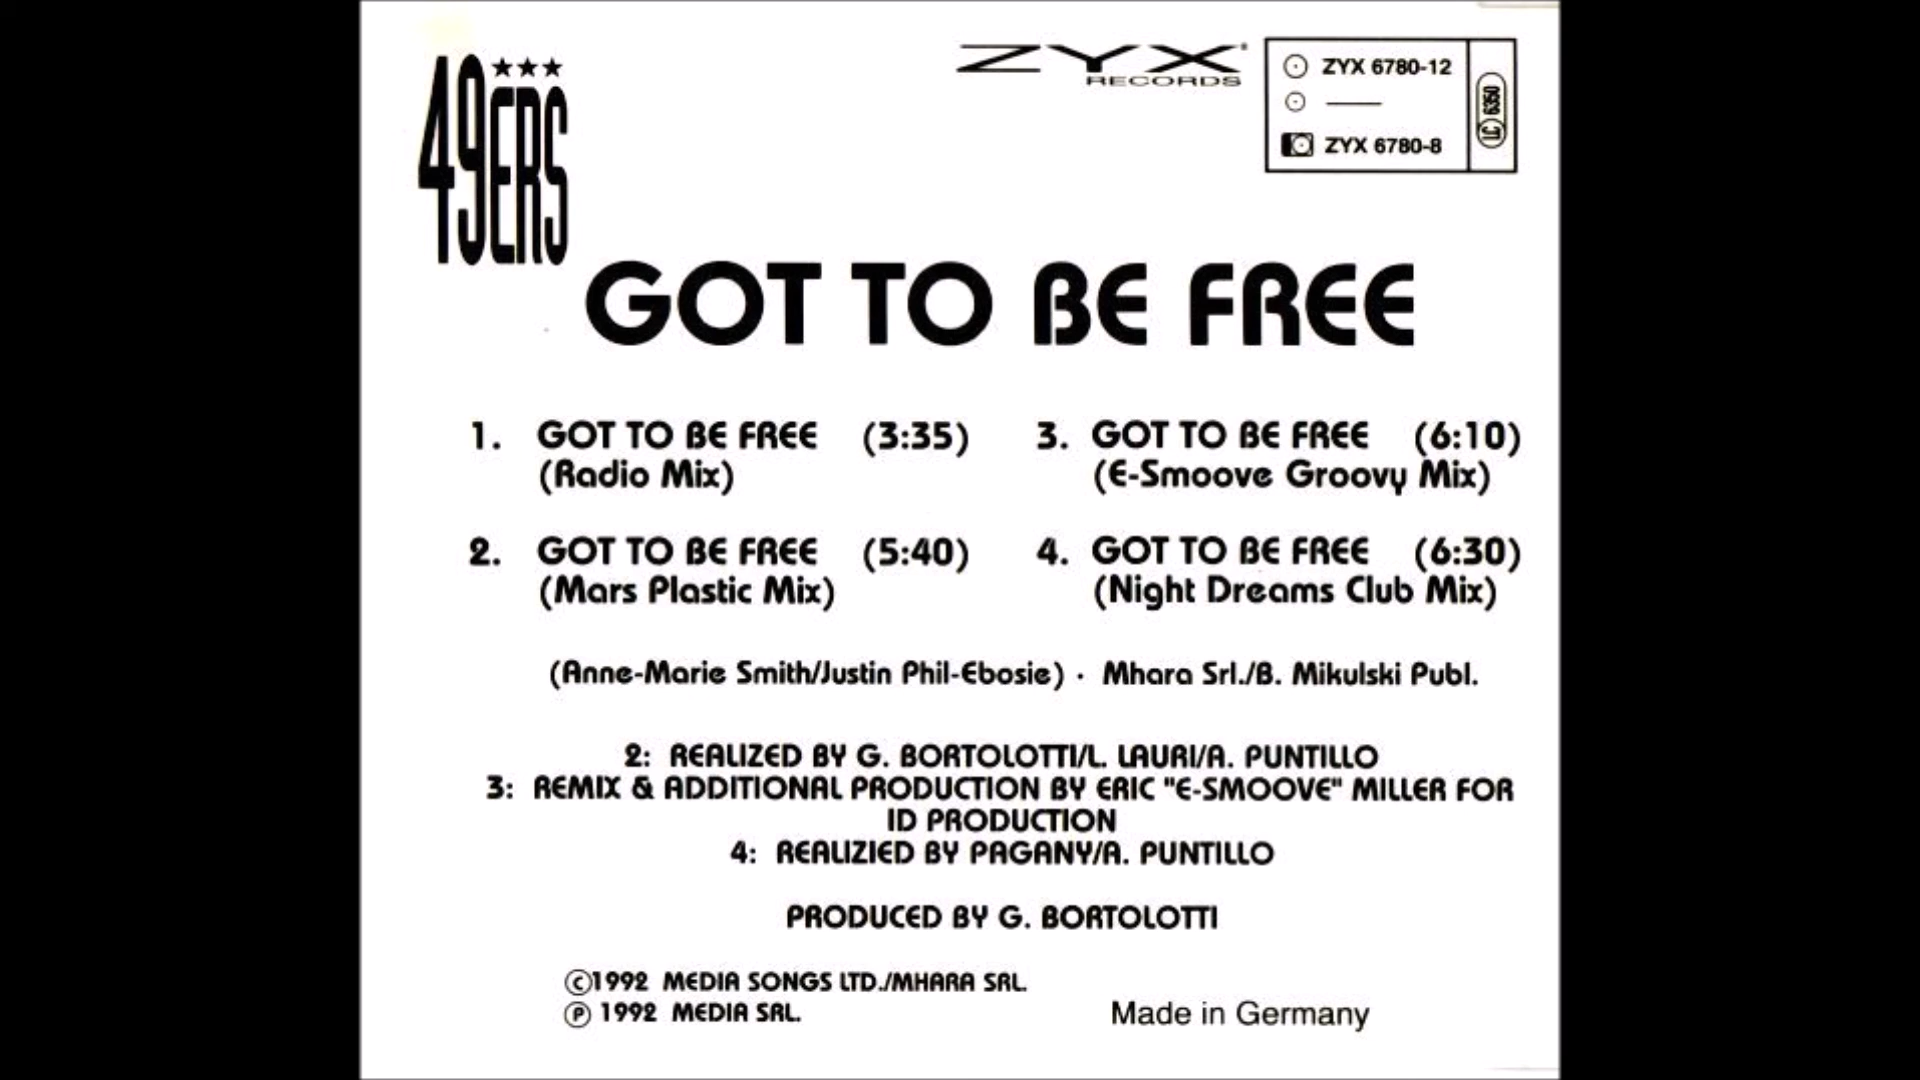 49ERS
ZYX
RECORDS
ZYX 6780-12
ZYX 6780-8
LC 6350
GOT TO BE FREE
1. GOT TO BE FREE (3:35)
(Radio Mix)
2. GOT TO BE FREE (5:40)
(Mars Plastic Mix)
3. GOT TO BE FREE (6:10)
(E-Smoove Groovy Mix)
4. GOT TO BE FREE (6:30)
(Night Dreams Club Mix)
(Anne-Marie Smith/Justin Phil-Ebosie) · Mhara Srl./B. Mikulski Publ.
2: REALIZED BY G. BORTOLOTTI/L. LAURI/A. PUNTILLO
3: REMIX & ADDITIONAL PRODUCTION BY ERIC "E-SMOOVE" MILLER FOR
ID PRODUCTION
4: REALIZIED BY PAGANY/A. PUNTILLO
PRODUCED BY G. BORTOLOTTI
©1992 MEDIA SONGS LTD./MHARA SRL.
℗ 1992 MEDIA SRL.
Made in Germany